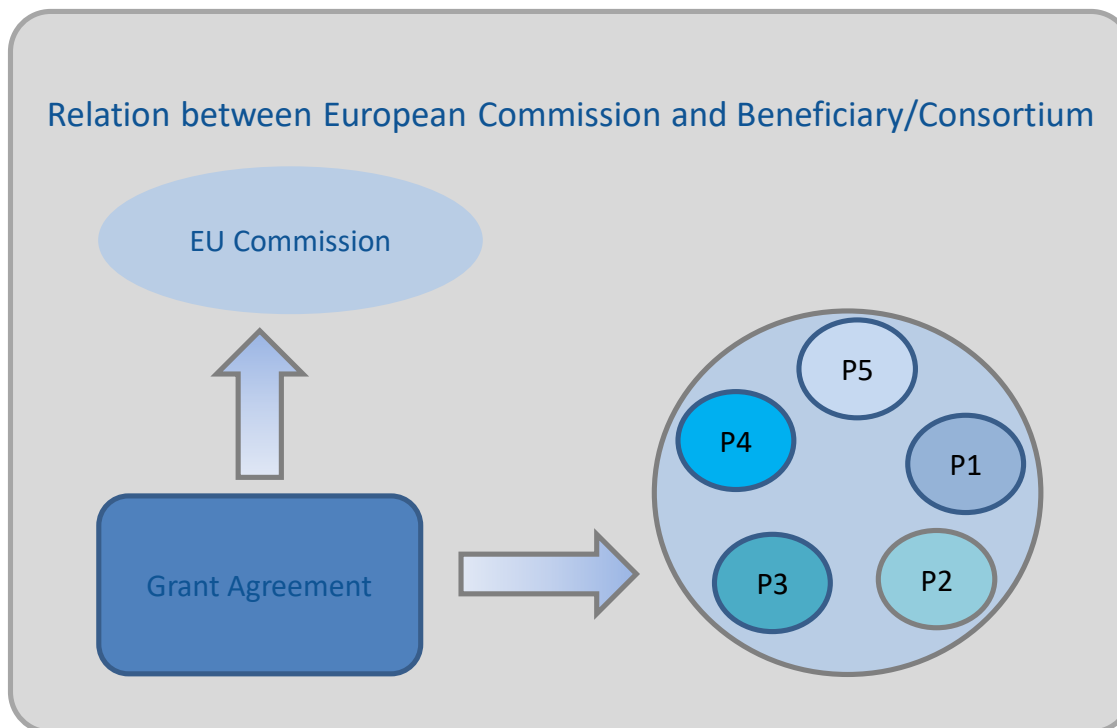 Relation between European Commission and Beneficiary/Consortium
EU Commission
P5
P4
P1
Grant Agreement
P3
P2